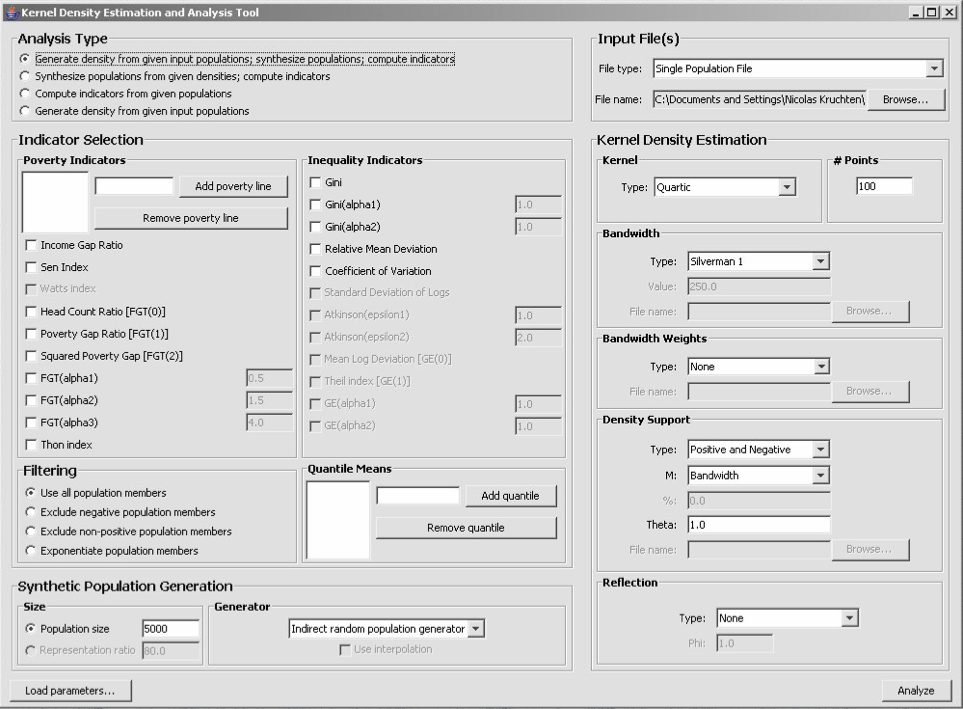 Kernel Density Estimation and Analysis Tool
Analysis Type
Generate density from given input populations; synthesize populations; compute indicators
Synthesize populations from given densities; compute indicators
Compute indicators from given populations
Generate density from given input populations
Input File(s)
File type: Single Population File
File name: C:\Documents and Settings\Nicolas Kruchten\ Browse...
Indicator Selection
Poverty Indicators
Add poverty line
Remove poverty line
Income Gap Ratio
Sen Index
Watts index
Head Count Ratio [FGT(0)]
Poverty Gap Ratio [FGT(1)]
Squared Poverty Gap [FGT(2)]
FGT(alpha1) 0.5
FGT(alpha2) 1.5
FGT(alpha3) 4.0
Thon index
Inequality Indicators
Gini
Gini(alpha1) 1.0
Gini(alpha2) 1.0
Relative Mean Deviation
Coefficient of Variation
Standard Deviation of Logs
Atkinson(epsilon1) 1.0
Atkinson(epsilon2) 2.0
Mean Log Deviation [GE(0)]
Theil index [GE(1)]
GE(alpha1) 1.0
GE(alpha2) 1.0
Filtering
Use all population members
Exclude negative population members
Exclude non-positive population members
Exponentiate population members
Quantile Means
Add quantile
Remove quantile
Synthetic Population Generation
Size
Population size 5000
Representation ratio 80.0
Generator
Indirect random population generator
Use interpolation
Kernel Density Estimation
Kernel
Type: Quartic
# Points
100
Bandwidth
Type: Silverman 1
Value: 250.0
File name: Browse...
Bandwidth Weights
Type: None
File name: Browse...
Density Support
Type: Positive and Negative
M: Bandwidth
%: 0.0
Theta: 1.0
File name: Browse...
Reflection
Type: None
Phi: 1.0
Load parameters...
Analyze